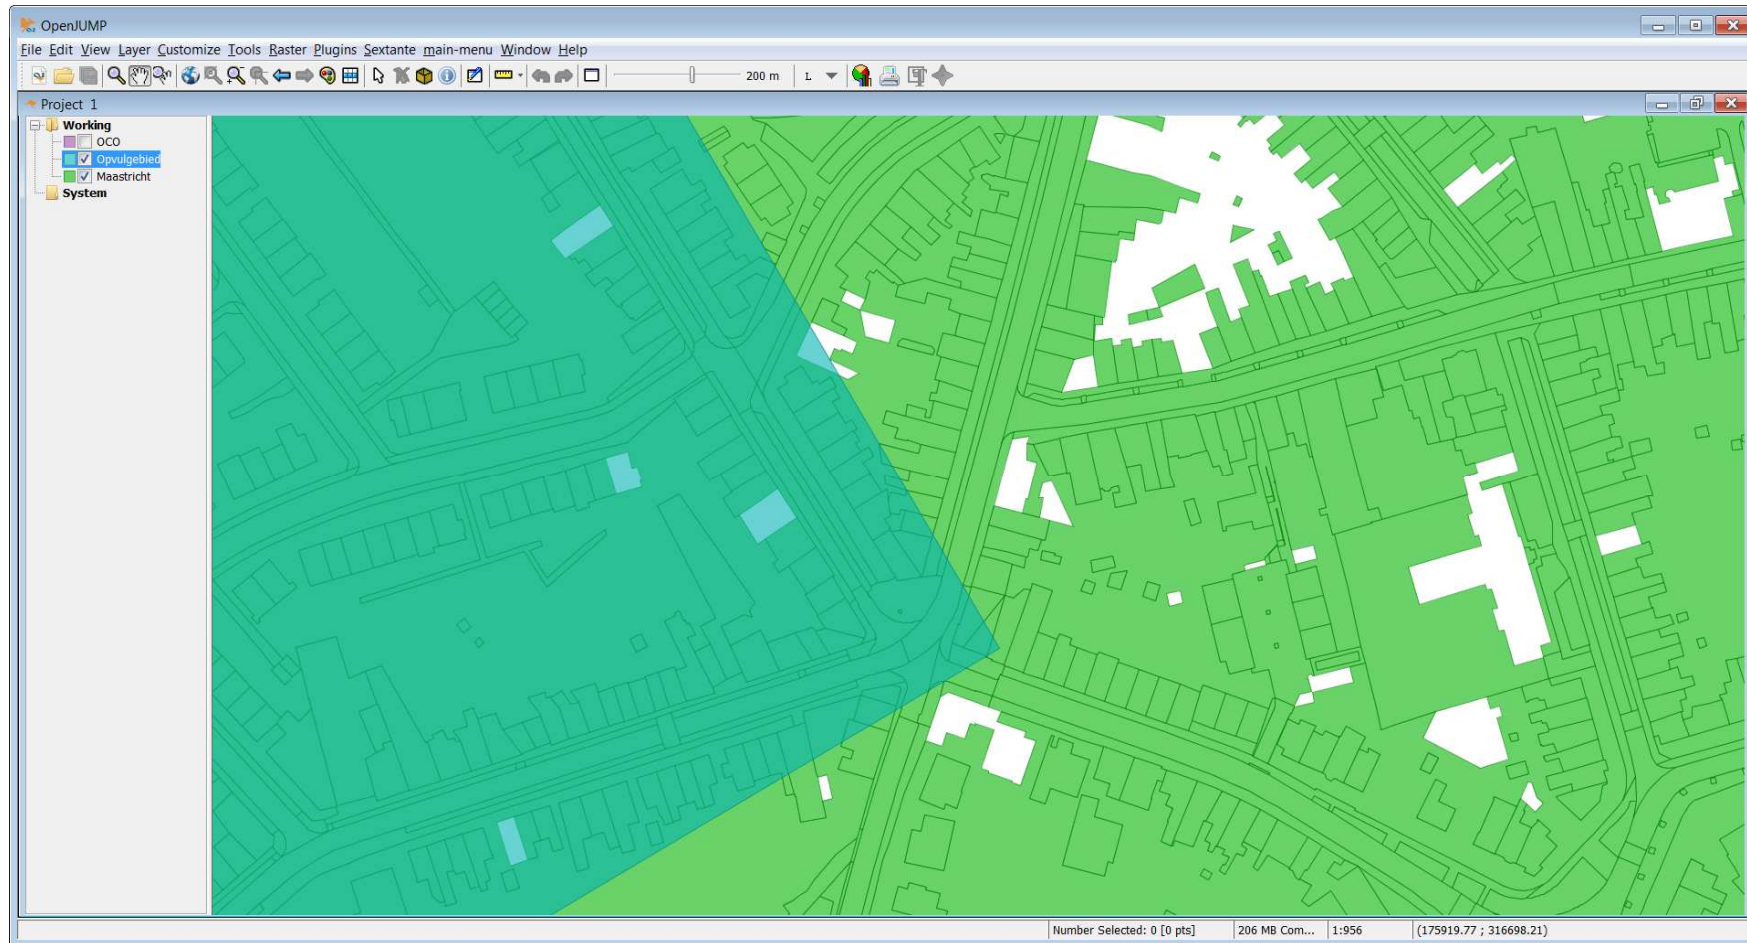 OpenJUMP
File Edit View Layer Customize Tools Raster Plugins Sextante main-menu Window Help
200 m L
Project 1
Working
OCO
Opvulgebied
Maastricht
System
Number Selected: 0 [0 pts] 206 MB Com... 1:956 (175919.77 ; 316698.21)